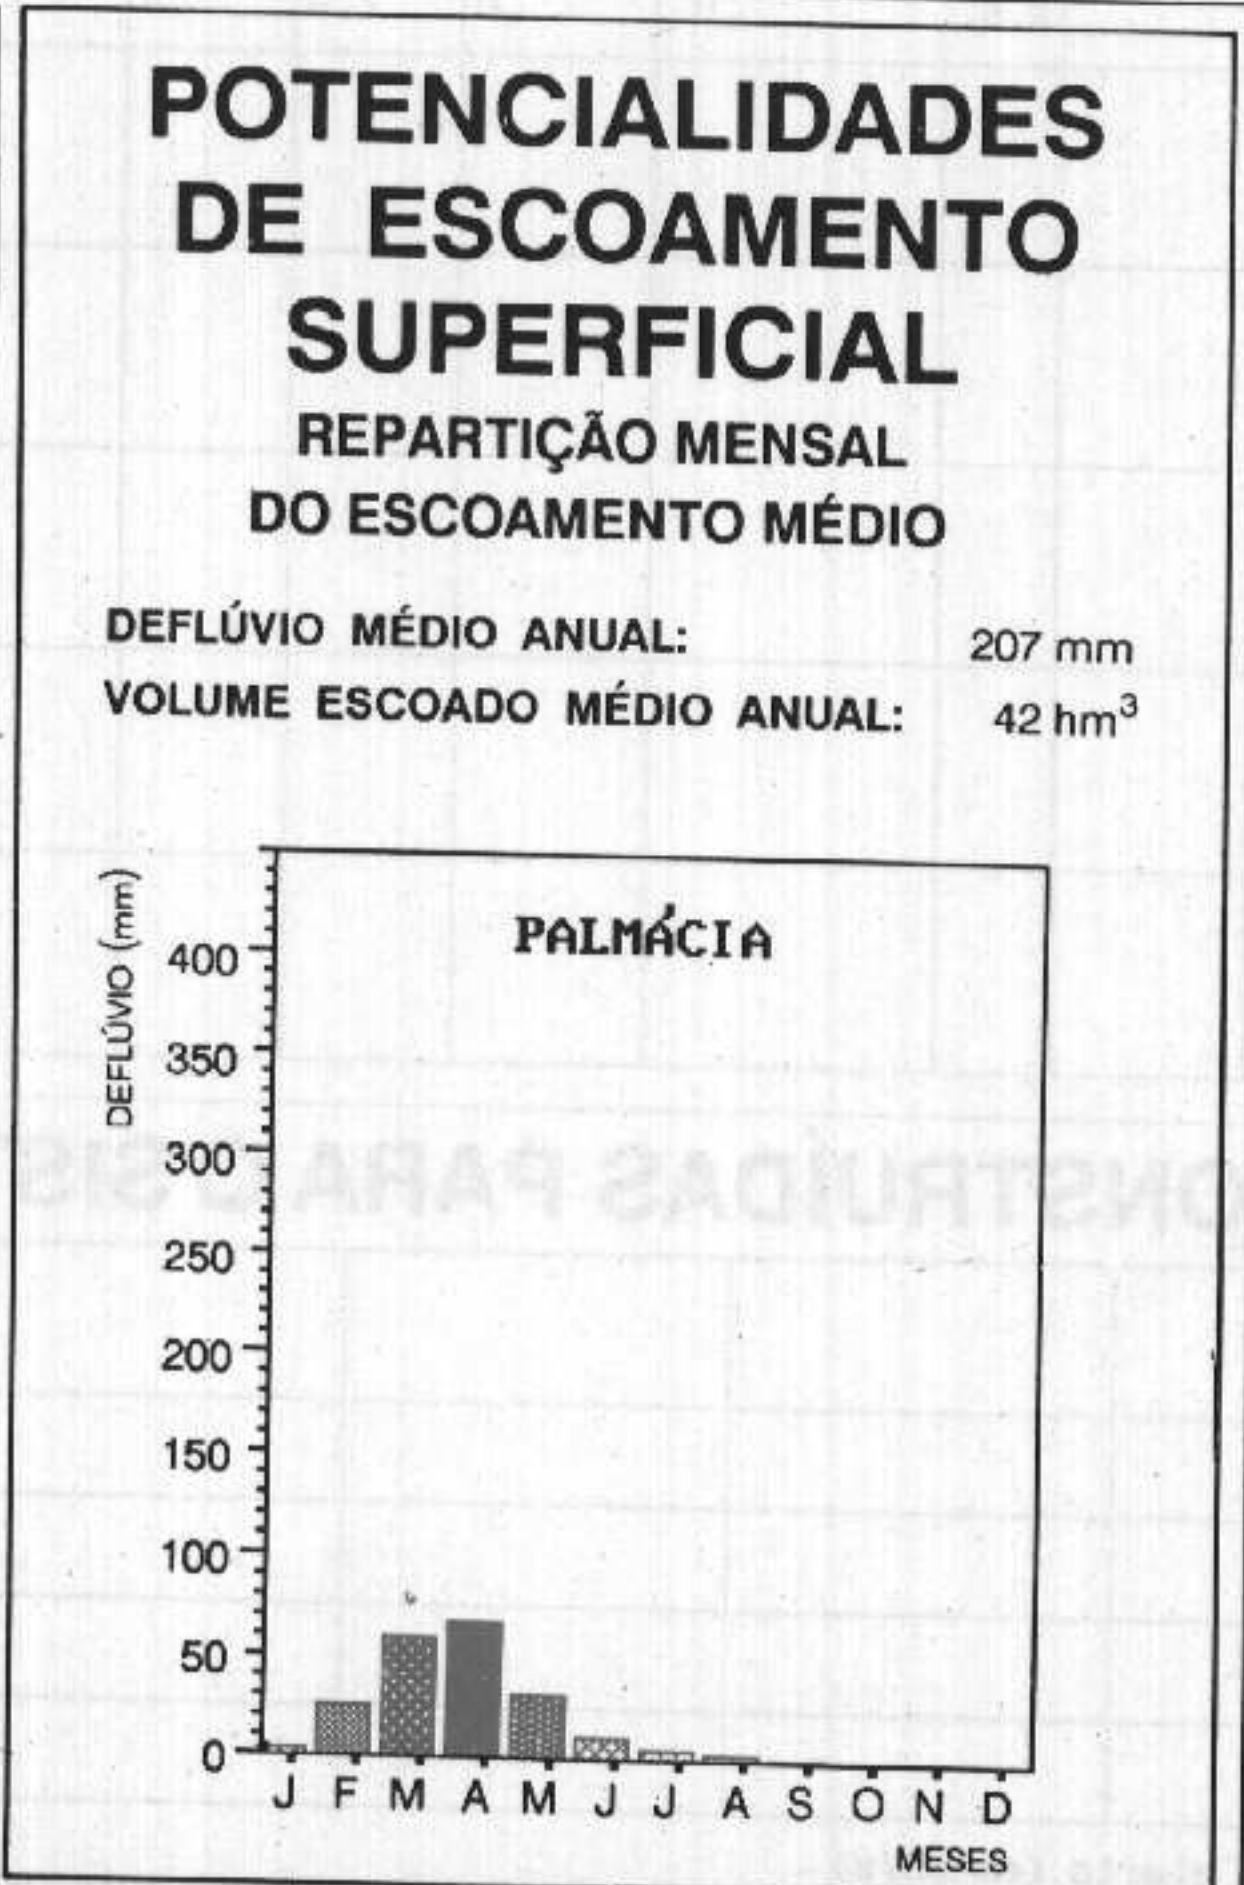 POTENCIALIDADES
DE ESCOAMENTO
SUPERFICIAL
REPARTIÇÃO MENSAL
DO ESCOAMENTO MÉDIO
DEFLÚVIO MÉDIO ANUAL: 207 mm
VOLUME ESCOADO MÉDIO ANUAL: 42 hm³
DEFLÚVIO (mm)
PALMÁCIA
400
350
300
250
200
150
100
50
0
J F M A M J J A S O N D
MESES